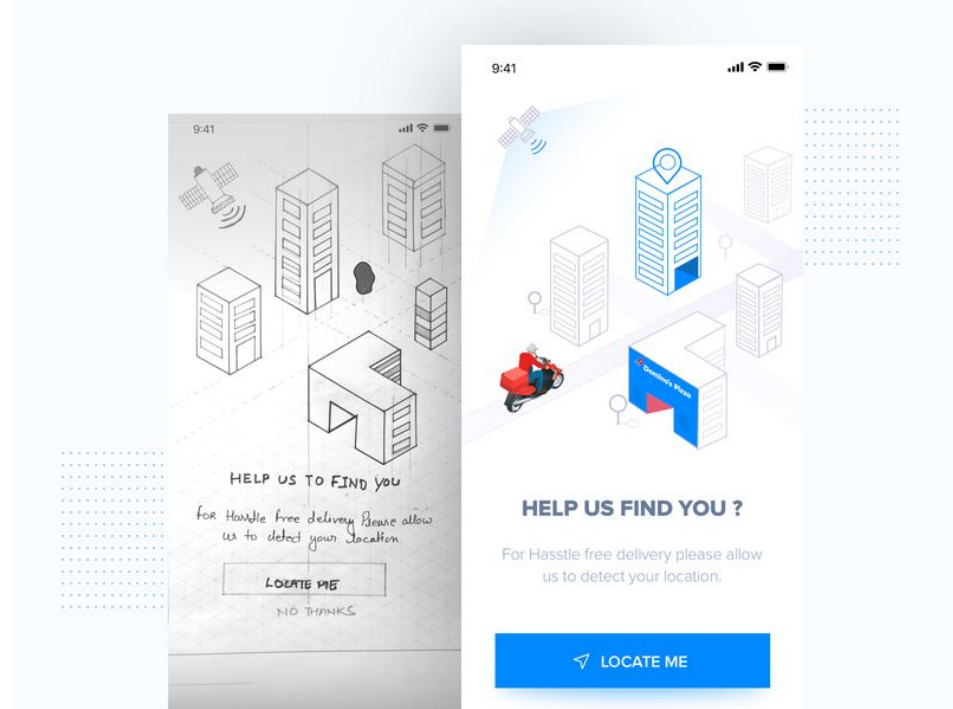 9:41
HELP US TO FIND YOU
FOR Hasstle free delivery Please allow
us to detect your location
LOCATE ME
NO THANKS
9:41
Domino's Pizza
HELP US FIND YOU ?
For Hasstle free delivery please allow
us to detect your location.
LOCATE ME